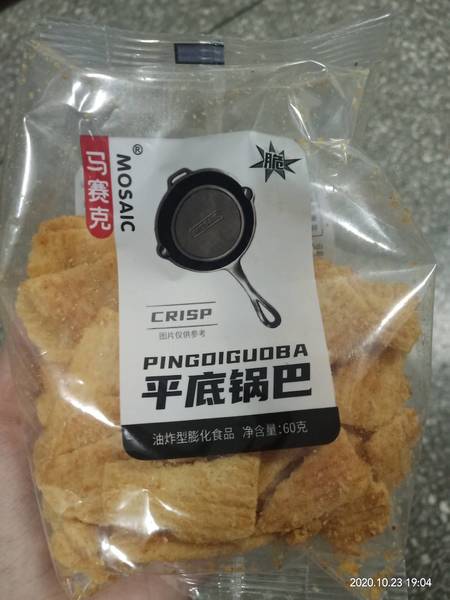 马赛克
MOSAIC®
脆
CRISP
图片仅供参考
PINGDIGUOBA
平底锅巴
油炸型膨化食品 净含量:60克
2020.10.23 19:04